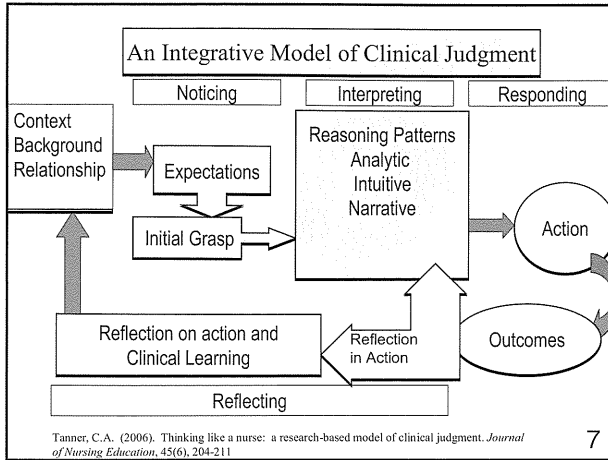 An Integrative Model of Clinical Judgment
Noticing
Interpreting
Responding
Context
Background
Relationship
Expectations
Initial Grasp
Reasoning Patterns
Analytic
Intuitive
Narrative
Action
Outcomes
Reflection
in Action
Reflection on action and
Clinical Learning
Reflecting
Tanner, C.A. (2006). Thinking like a nurse: a research-based model of clinical judgment. Journal
of Nursing Education, 45(6), 204-211
7